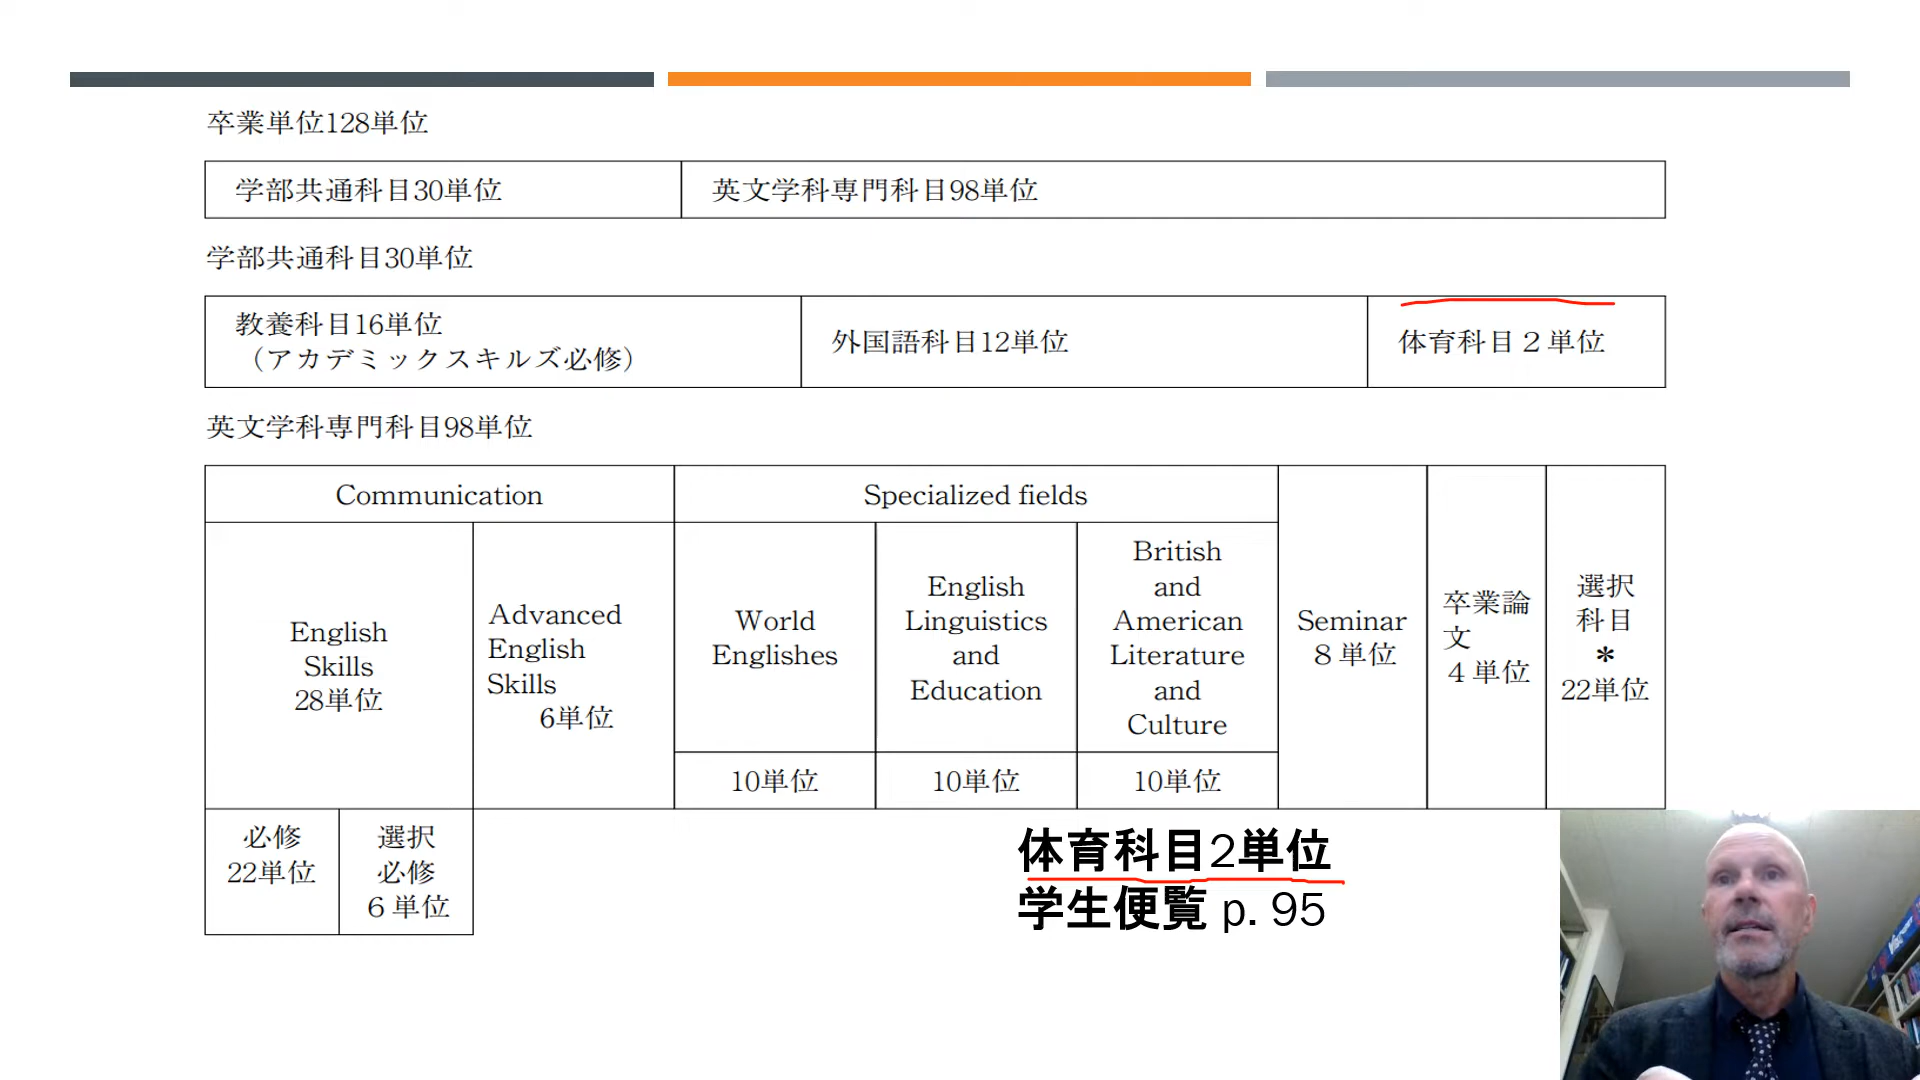 卒業単位128単位
学部共通科目30単位
英文学科専門科目98単位
学部共通科目30単位
教養科目16単位
（アカデミックスキルズ必修）
外国語科目12単位
体育科目２単位
英文学科専門科目98単位
Communication
Specialized fields
English
Skills
28単位
Advanced
English
Skills
6単位
World
Englishes
English
Linguistics
and
Education
British
and
American
Literature
and
Culture
Seminar
８単位
卒業論
文
４単位
選択
科目
＊
22単位
10単位
10単位
10単位
必修
22単位
選択
必修
６単位
体育科目2単位
学生便覧 p. 95